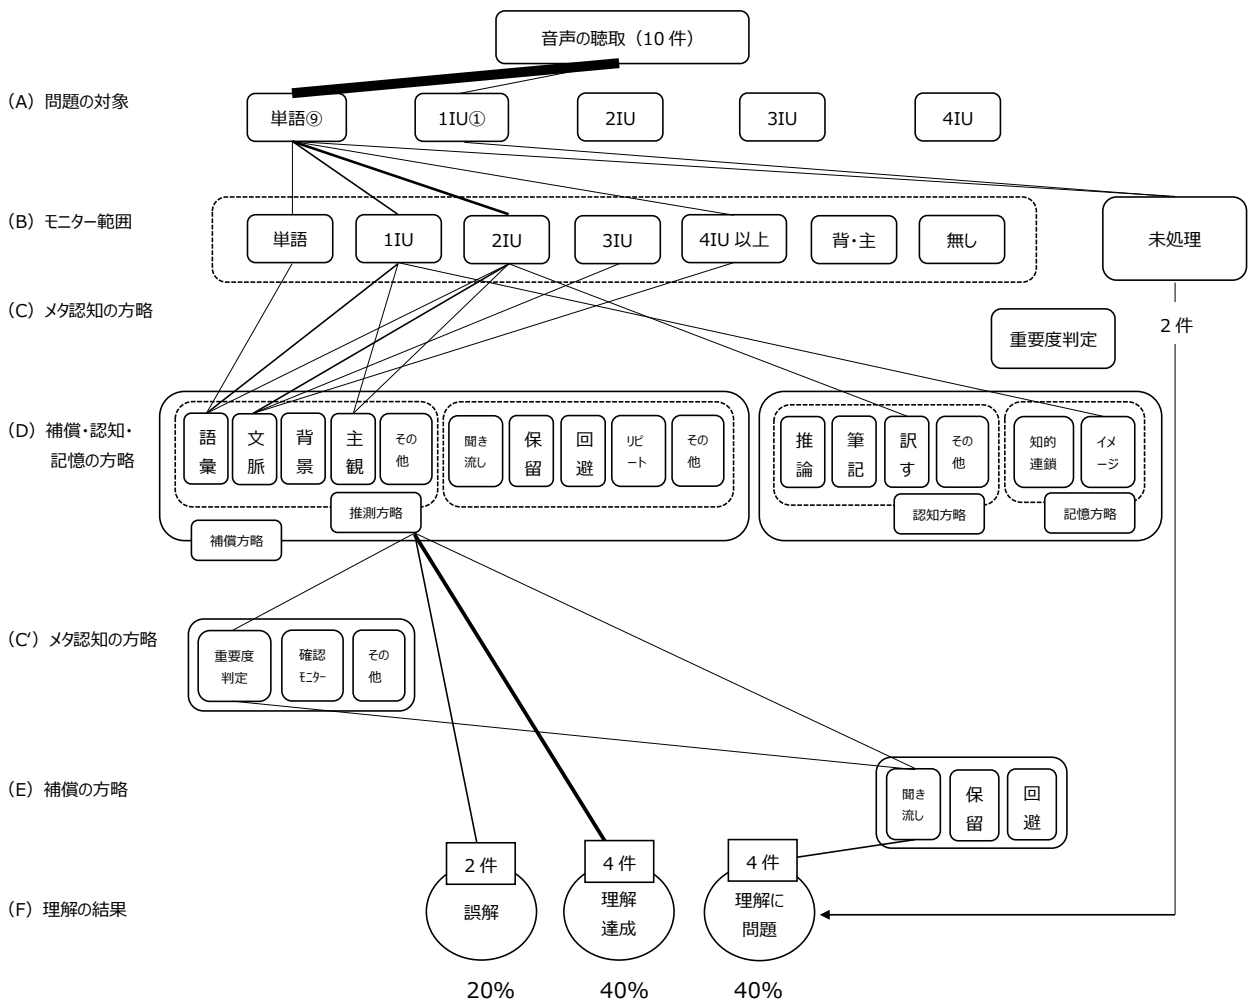 音声の聴取（10 件）
（A）問題の対象
単語⑨
1IU①
2IU
3IU
4IU
（B）モニター範囲
単語
1IU
2IU
3IU
4IU 以上
背・主
無し
未処理
（C）メタ認知の方略
重要度判定
2 件
（D）補償・認知・
記憶の方略
語彙
文脈
背景
主観
その
他
聞き
流し
保留
回避
リピ
ート
その
他
推論
筆記
訳す
その
他
知的
連鎖
イメ
ージ
推測方略
認知方略
記憶方略
補償方略
（C’）メタ認知の方略
重要度
判定
確認
モニター
その
他
（E）補償の方略
聞き
流し
保留
回避
2 件
4 件
4 件
（F）理解の結果
誤解
理解
達成
理解に
問題
20%
40%
40%